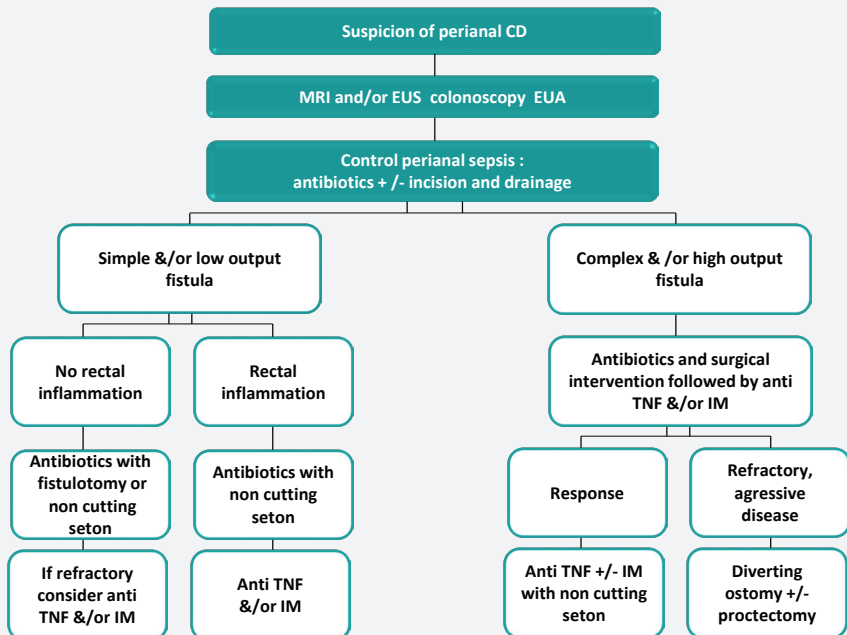 Suspicion of perianal CD
MRI and/or EUS colonoscopy EUA
Control perianal sepsis :
antibiotics + /- incision and drainage
Simple &/or low output
fistula
Complex & /or high output
fistula
No rectal
inflammation
Rectal
inflammation
Antibiotics and surgical
intervention followed by anti
TNF &/or IM
Antibiotics with
fistulotomy or
non cutting
seton
Antibiotics with
non cutting
seton
Response
Refractory,
agressive
disease
If refractory
consider anti
TNF &/or IM
Anti TNF
&/or IM
Anti TNF +/- IM
with non cutting
seton
Diverting
ostomy +/-
proctectomy